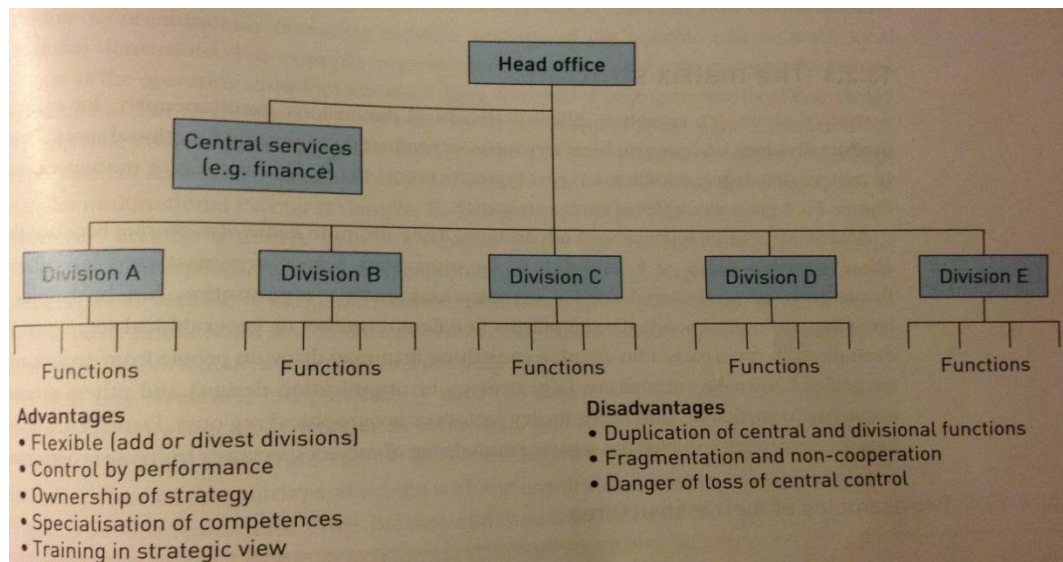 Head office
Central services
(e.g. finance)
Division A
Division B
Division C
Division D
Division E
Functions
Functions
Functions
Functions
Functions
Advantages
• Flexible (add or divest divisions)
• Control by performance
• Ownership of strategy
• Specialisation of competences
• Training in strategic view
Disadvantages
• Duplication of central and divisional functions
• Fragmentation and non-cooperation
• Danger of loss of central control